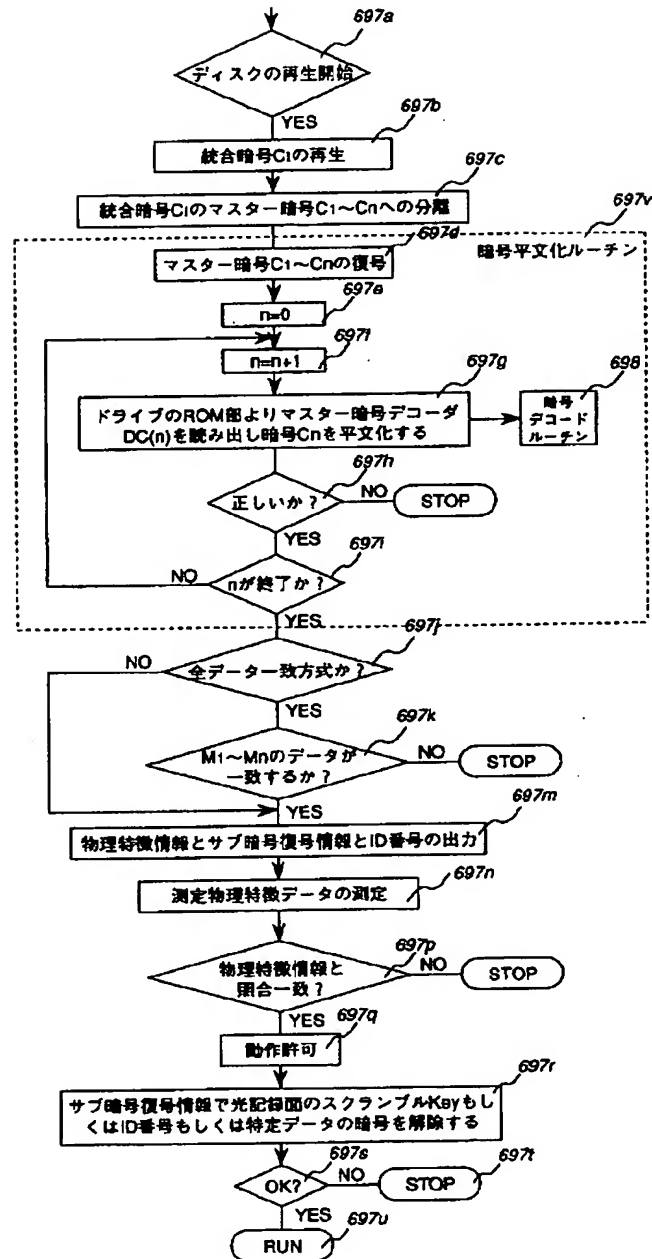 697a
ディスクの再生開始
YES
697b
統合暗号CIの再生
697c
統合暗号CIのマスター暗号C1～Cnへの分離
697v
697d
暗号平文化ルーチン
マスター暗号C1～Cnの復号
697e
n=0
697f
n=n+1
697g
698
ドライブのROM部よりマスター暗号デコーダ
DC(n)を読み出し暗号Cnを平文化する
暗号
デコード
ルーチン
697h
正しいか？
NO
STOP
YES
697i
NO
nが終了か？
YES
697j
NO
全データ一致方式か？
YES
697k
M1～Mnのデータが
一致するか？
NO
STOP
YES
697m
物理特徴情報とサブ暗号復号情報とID番号の出力
697n
測定物理特徴データの測定
697p
物理特徴情報と
照合一致？
NO
STOP
YES
697q
動作許可
697r
サブ暗号復号情報で光記録面のスクランブルKeyもし
くはID番号もしくは特定データの暗号を解除する
697s
OK?
NO
697t
STOP
YES
697u
RUN